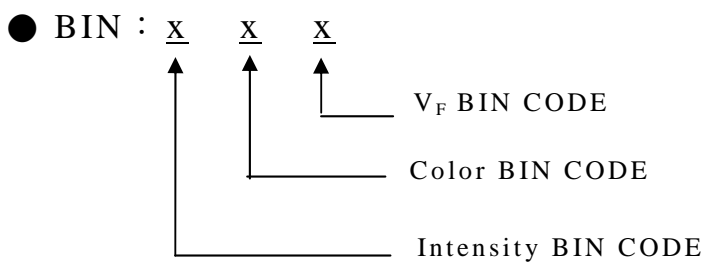 ● BIN：x x x
V_F BIN CODE
Color BIN CODE
Intensity BIN CODE